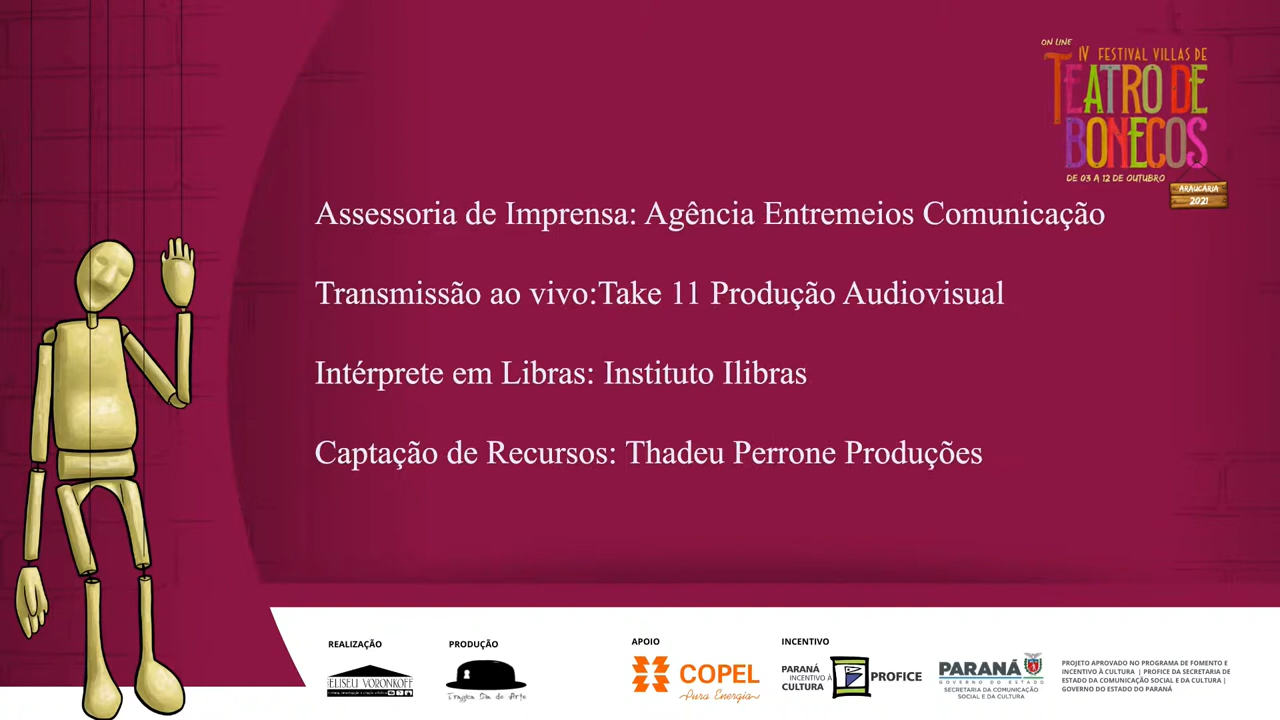 ON LINE
IV FESTIVAL VILLAS DE
TEATRO DE
BONECOS
DE 03 A 12 DE OUTUBRO
ARAUCÁRIA
2021
Assessoria de Imprensa: Agência Entremeios Comunicação
Transmissão ao vivo:Take 11 Produção Audiovisual
Intérprete em Libras: Instituto Ilibras
Captação de Recursos: Thadeu Perrone Produções
REALIZAÇÃO
ELISEU VORONKOFF
PRODUÇÃO
de Arte
APOIO
COPEL
Pura Energia
INCENTIVO
PARANÁ
INCENTIVO À
CULTURA
PROFICE
PARANÁ
GOVERNO DO ESTADO
SECRETARIA DA COMUNICAÇÃO
SOCIAL E DA CULTURA
PROJETO APROVADO NO PROGRAMA DE FOMENTO E
INCENTIVO À CULTURA | PROFICE DA SECRETARIA DE
ESTADO DA COMUNICAÇÃO SOCIAL E DA CULTURA |
GOVERNO DO ESTADO DO PARANÁ